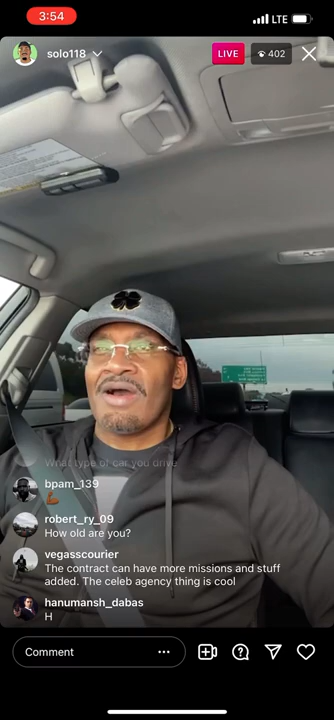 3:54
LTE
solo118
LIVE
402
What type of car you drive
bpam_139
robert_ry_09
How old are you?
vegasscourier
The contract can have more missions and stuff
added. The celeb agency thing is cool
hanumansh_dabas
H
Comment